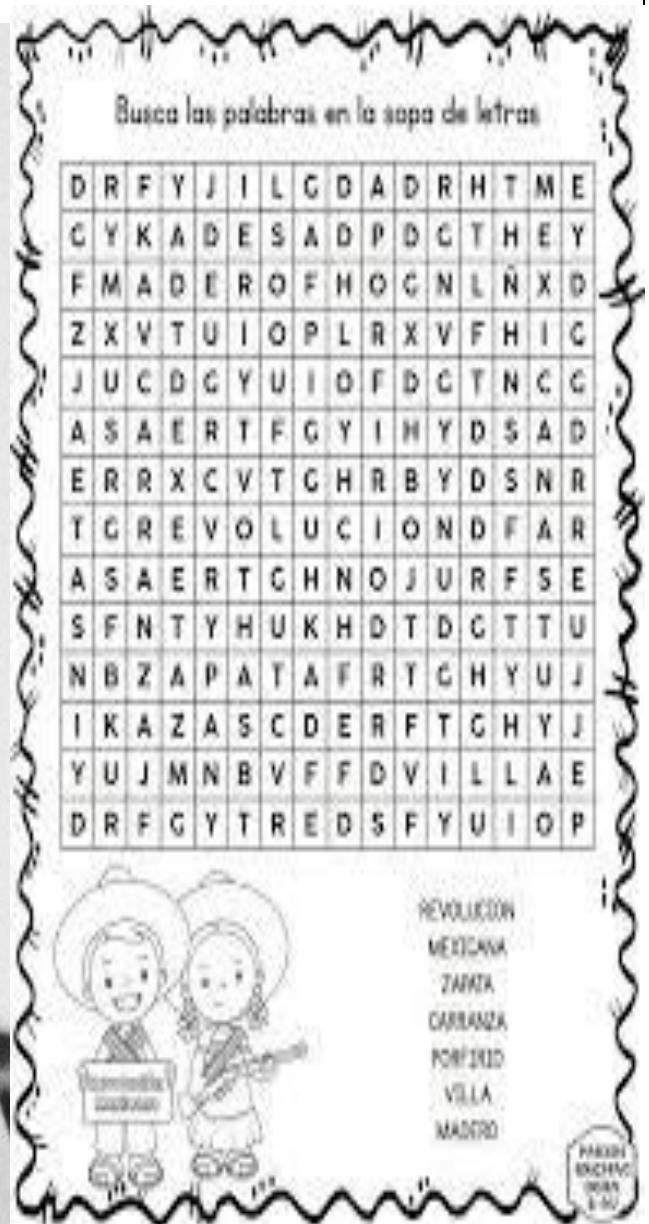 Busca las palabras en la sopa de letras
D R F Y J I L G D A D R H T M E
G Y K A D E S A D P D G T H E Y
F M A D E R O F H O G N L Ñ X D
Z X V T U I O P L R X V F H I G
J U C D G Y U I O F D G T N C G
A S A E R T F G Y I H Y D S A D
E R R X C V T G H R B Y D S N R
T G R E V O L U C I O N D F A R
A S A E R T G H N O J U R F S E
S F N T Y H U K H D T D G T T U
N B Z A P A T A F R T G H Y U J
I K A Z A S C D E R F T G H Y J
Y U J M N B V F F D V I L L A E
D R F G Y T R E D S F Y U I O P
REVOLUCION
MEXICANA
ZAPATA
CARRANZA
PORFIRIO
VILLA
MADERO